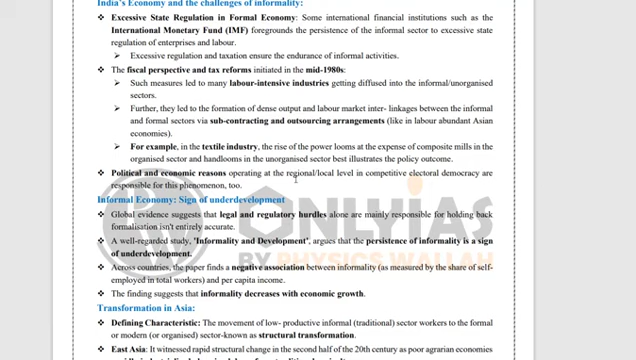 India's Economy and the challenges of informality:
❖ Excessive State Regulation in Formal Economy: Some international financial institutions such as the
International Monetary Fund (IMF) foregrounds the persistence of the informal sector to excessive state
regulation of enterprises and labour.
➢ Excessive regulation and taxation ensure the endurance of informal activities.
❖ The fiscal perspective and tax reforms initiated in the mid-1980s:
➢ Such measures led to many labour-intensive industries getting diffused into the informal/unorganised
sectors.
➢ Further, they led to the formation of dense output and labour market inter- linkages between the informal
and formal sectors via sub-contracting and outsourcing arrangements (like in labour abundant Asian
economies).
➢ For example, in the textile industry, the rise of the power looms at the expense of composite mills in the
organised sector and handlooms in the unorganised sector best illustrates the policy outcome.
❖ Political and economic reasons operating at the regional/local level in competitive electoral democracy are
responsible for this phenomenon, too.
Informal Economy: Sign of underdevelopment
❖ Global evidence suggests that legal and regulatory hurdles alone are mainly responsible for holding back
formalisation isn't entirely accurate.
❖ A well-regarded study, 'Informality and Development', argues that the persistence of informality is a sign
of underdevelopment.
❖ Across countries, the paper finds a negative association between informality (as measured by the share of self-
employed in total workers) and per capita income.
❖ The finding suggests that informality decreases with economic growth.
Transformation in Asia:
❖ Defining Characteristic: The movement of low- productive informal (traditional) sector workers to the formal
or modern (or organised) sector-known as structural transformation.
❖ East Asia: It witnessed rapid structural change in the second half of the 20th century as poor agrarian economies
ONLYIAS
BY PHYSICS WALLAH